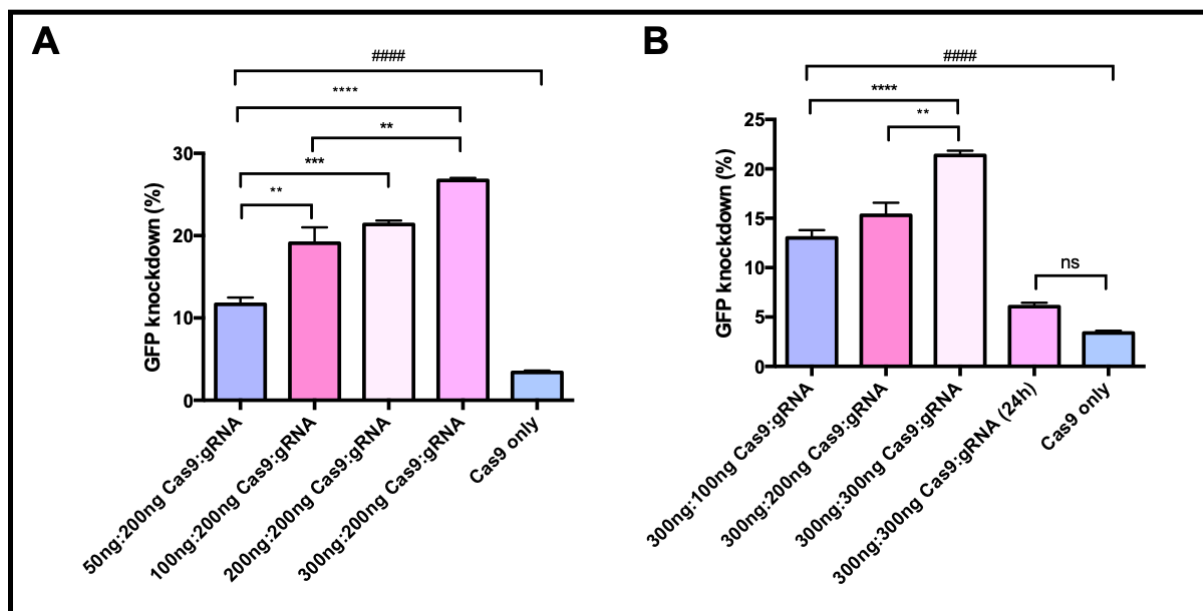 A
####
****
**
***
**
GFP knockdown (%)
30
20
10
0
50ng:200ng Cas9:gRNA
100ng:200ng Cas9:gRNA
200ng:200ng Cas9:gRNA
300ng:200ng Cas9:gRNA
Cas9 only
B
####
****
**
ns
GFP knockdown (%)
25
20
15
10
5
0
300ng:100ng Cas9:gRNA
300ng:200ng Cas9:gRNA
300ng:300ng Cas9:gRNA
300ng:300ng Cas9:gRNA (24h)
Cas9 only